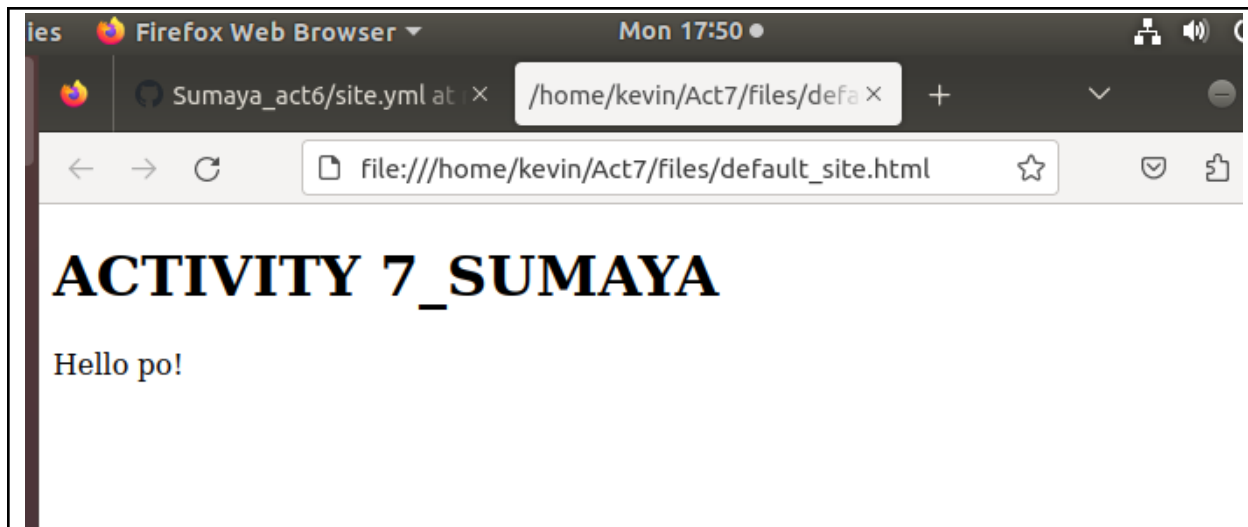 ies Firefox Web Browser Mon 17:50
Sumaya_act6/site.yml at /home/kevin/Act7/files/defa
file:///home/kevin/Act7/files/default_site.html
ACTIVITY 7_SUMAYA
Hello po!